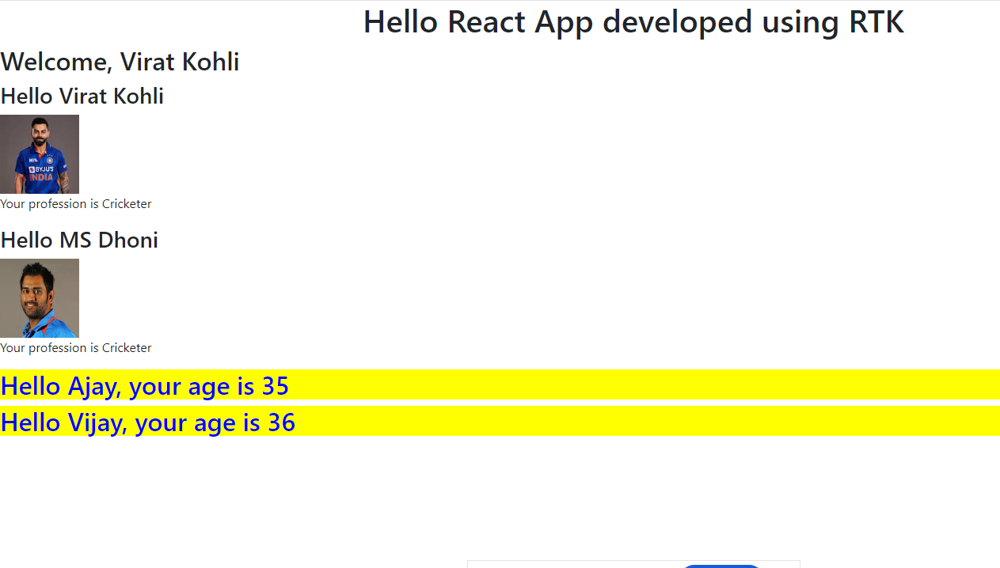 Hello React App developed using RTK
Welcome, Virat Kohli
Hello Virat Kohli
MPL
BYJU'S
INDIA
Your profession is Cricketer
Hello MS Dhoni
Your profession is Cricketer
Hello Ajay, your age is 35
Hello Vijay, your age is 36